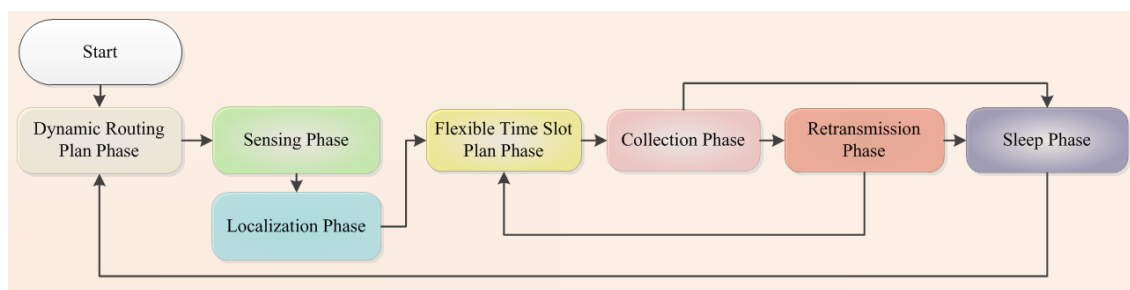 Start
Dynamic Routing
Plan Phase
Sensing Phase
Localization Phase
Flexible Time Slot
Plan Phase
Collection Phase
Retransmission
Phase
Sleep Phase